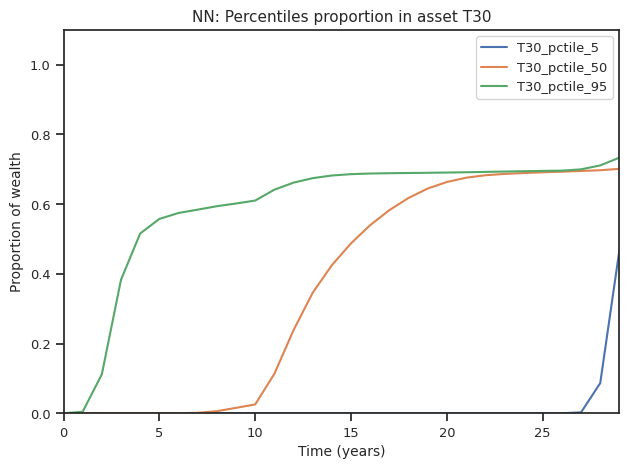 NN: Percentiles proportion in asset T30
T30_pctile_5
T30_pctile_50
T30_pctile_95
Proportion of wealth
1.0
0.8
0.6
0.4
0.2
0.0
0 5 10 15 20 25
Time (years)